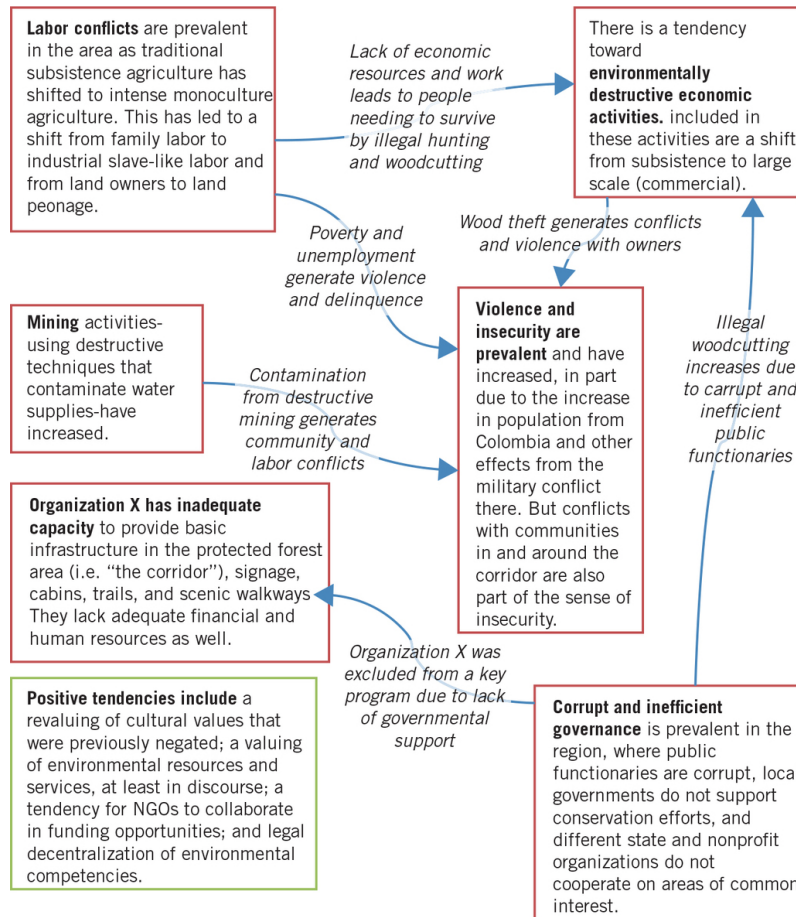 Labor conflicts are prevalent
in the area as traditional
subsistence agriculture has
shifted to intense monoculture
agriculture. This has led to a
shift from family labor to
industrial slave-like labor and
from land owners to land
peonage.
Lack of economic
resources and work
leads to people
needing to survive
by illegal hunting
and woodcutting
There is a tendency
toward
environmentally
destructive economic
activities. included in
these activities are a shift
from subsistence to large
scale (commercial).
Poverty and
unemployment
generate violence
and delinquence
Wood theft generates conflicts
and violence with owners
Mining activities-
using destructive
techniques that
contaminate water
supplies-have
increased.
Contamination
from destructive
mining generates
community and
labor conflicts
Violence and
insecurity are
prevalent and have
increased, in part
due to the increase
in population from
Colombia and other
effects from the
military conflict
there. But conflicts
with communities
in and around the
corridor are also
part of the sense of
insecurity.
Illegal
woodcutting
increases due
to carrupt and
inefficient
public
functionaries
Organization X has inadequate
capacity to provide basic
infrastructure in the protected forest
area (i.e. “the corridor”), signage,
cabins, trails, and scenic walkways
They lack adequate financial and
human resources as well.
Organization X was
excluded from a key
program due to lack
of governmental
support
Positive tendencies include a
revaluing of cultural values that
were previously negated; a valuing
of environmental resources and
services, at least in discourse; a
tendency for NGOs to collaborate
in funding opportunities; and legal
decentralization of environmental
competencies.
Corrupt and inefficient
governance is prevalent in the
region, where public
functionaries are corrupt, local
governments do not support
conservation efforts, and
different state and nonprofit
organizations do not
cooperate on areas of common
interest.